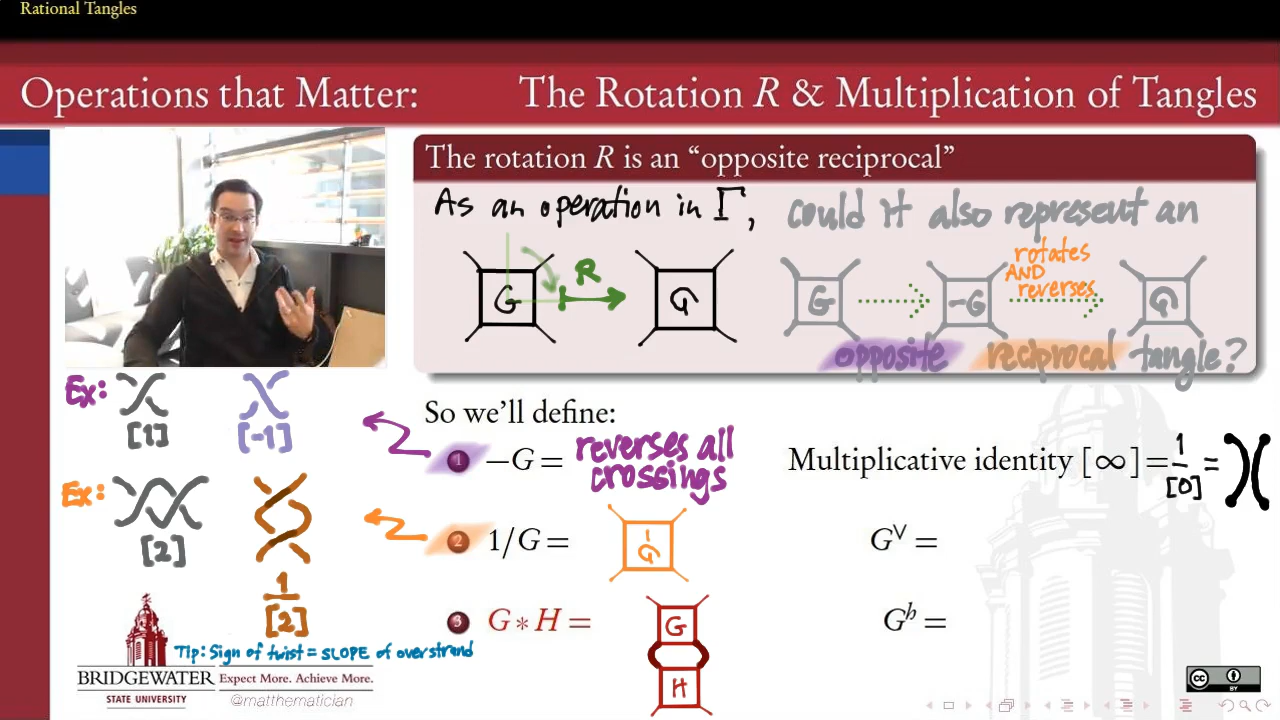 Rational Tangles
Operations that Matter: The Rotation R & Multiplication of Tangles
The rotation R is an “opposite reciprocal”
As an operation in Γ, could it also represent an
G R G G −G rotates AND reverses G
opposite reciprocal tangle?
Ex: [1] [-1]
Ex: [2] 1/[2]
So we’ll define:
1 −G = reverses all crossings
2 1/G = 1/G
3 G ∗ H = G H
Multiplicative identity [∞] = 1/[0] =
G^V =
G^h =
Tip: Sign of twist = SLOPE of overstrand
BRIDGEWATER STATE UNIVERSITY
Expect More. Achieve More.
@matthematician
CC BY